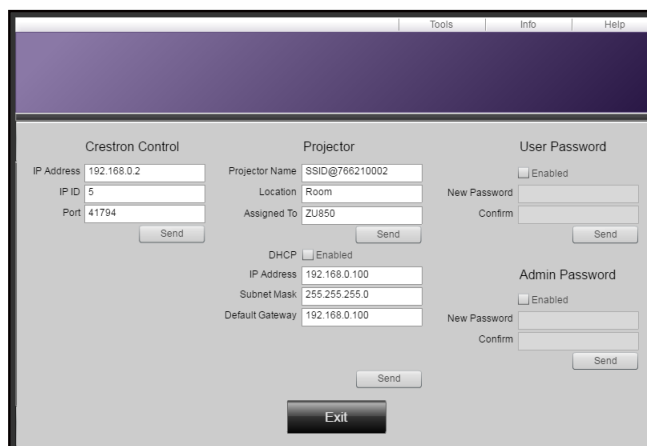 Tools Info Help
Crestron Control
IP Address 192.168.0.2
IP ID 5
Port 41794
Send
Projector
Projector Name SSID@766210002
Location Room
Assigned To ZU850
Send
DHCP Enabled
IP Address 192.168.0.100
Subnet Mask 255.255.255.0
Default Gateway 192.168.0.100
Send
User Password
Enabled
New Password
Confirm
Send
Admin Password
Enabled
New Password
Confirm
Send
Exit